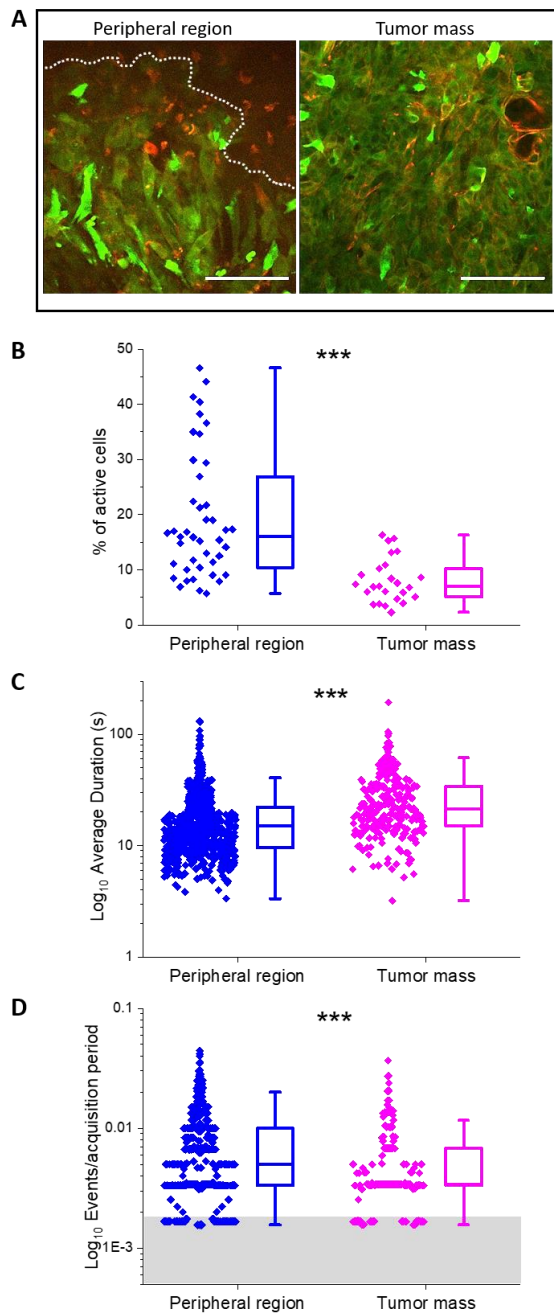 A
Peripheral region Tumor mass
B
***
50
40
30
20
10
0
% of active cells
Peripheral region Tumor mass
C
***
100
10
1
Log10 Average Duration (s)
Peripheral region Tumor mass
D
***
0.1
0.01
1E-3
Log10 Events/acquisition period
Peripheral region Tumor mass